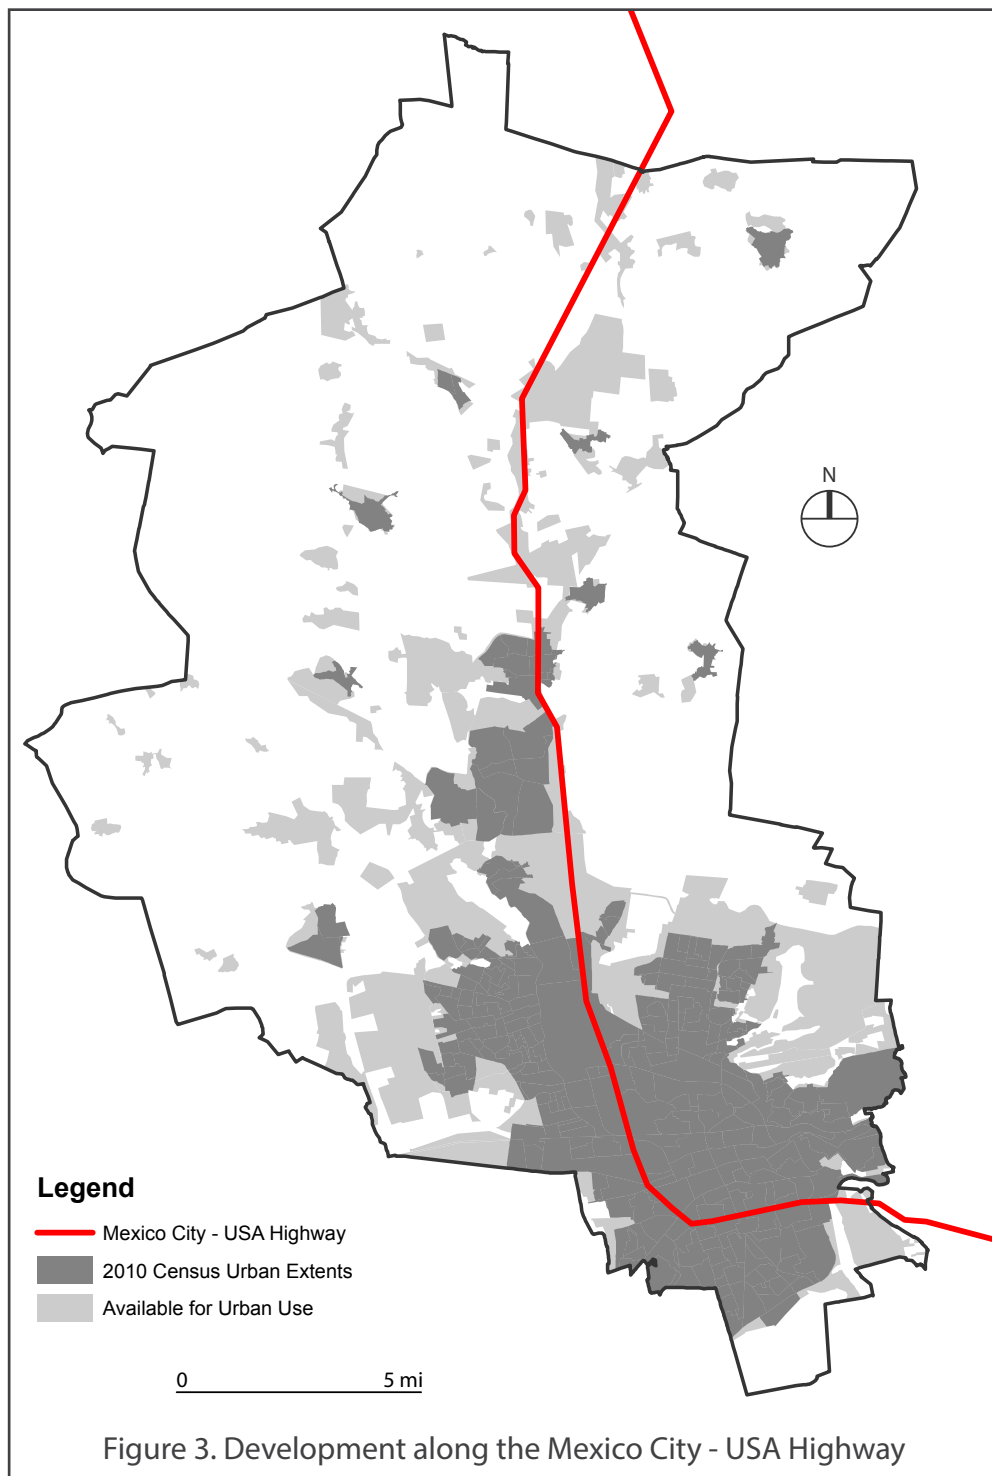 N
Legend
Mexico City - USA Highway
2010 Census Urban Extents
Available for Urban Use
0 5 mi
Figure 3. Development along the Mexico City - USA Highway